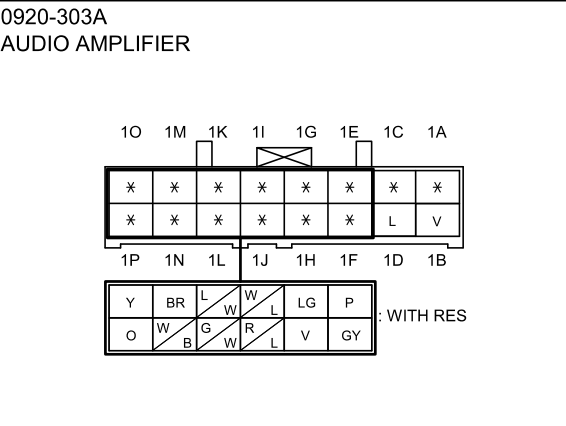 0920-303A
AUDIO AMPLIFIER
1O 1M 1K 1I 1G 1E 1C 1A
* * * * * * * *
* * * * * * L V
1P 1N 1L 1J 1H 1F 1D 1B
Y BR L W W L LG P
: WITH RES
O W B G W R L V GY